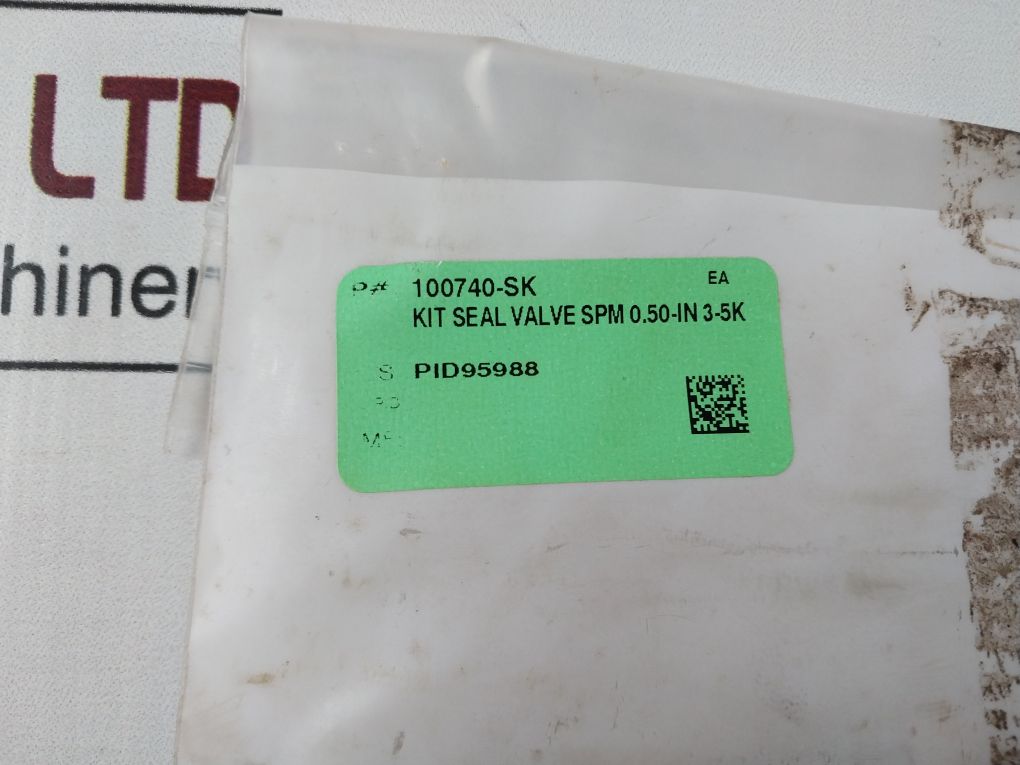 LTD
hiner
P# 100740-SK EA
KIT SEAL VALVE SPM 0.50-IN 3-5K
S PID95988